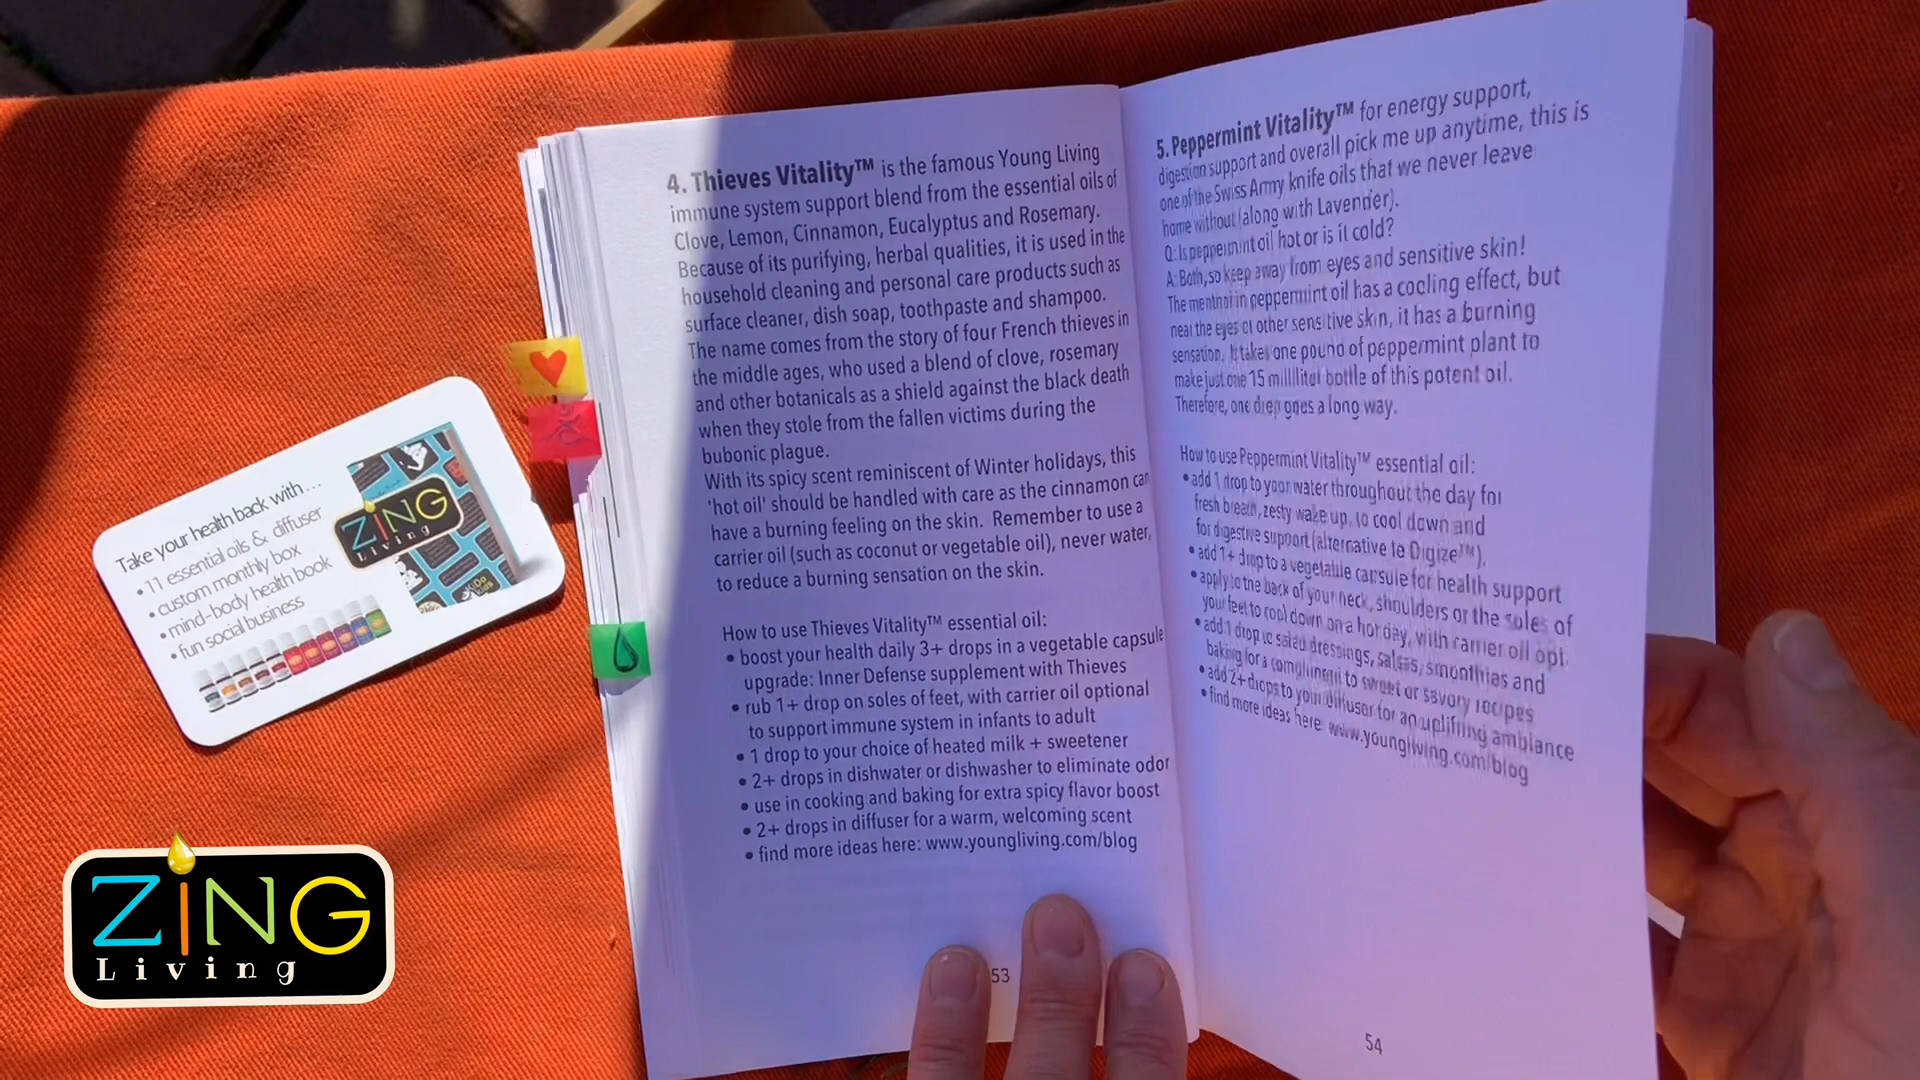 4. Thieves Vitality™ is the famous Young Living
immune system support blend from the essential oils of
Clove, Lemon, Cinnamon, Eucalyptus and Rosemary.
Because of its purifying, herbal qualities, it is used in the
household cleaning and personal care products such as
surface cleaner, dish soap, toothpaste and shampoo.
The name comes from the story of four French thieves in
the middle ages, who used a blend of clove, rosemary
and other botanicals as a shield against the black death
when they stole from the fallen victims during the
bubonic plague.
With its spicy scent reminiscent of Winter holidays, this
'hot oil' should be handled with care as the cinnamon can
have a burning feeling on the skin. Remember to use a
carrier oil (such as coconut or vegetable oil), never water,
to reduce a burning sensation on the skin.
How to use Thieves Vitality™ essential oil:
• boost your health daily 3+ drops in a vegetable capsule
upgrade: Inner Defense supplement with Thieves
• rub 1+ drop on soles of feet, with carrier oil optional
to support immune system in infants to adult
• 1 drop to your choice of heated milk + sweetener
• 2+ drops in dishwater or dishwasher to eliminate odor
• use in cooking and baking for extra spicy flavor boost
• 2+ drops in diffuser for a warm, welcoming scent
• find more ideas here: www.youngliving.com/blog
53
5. Peppermint Vitality™ for energy support,
digestion support and overall pick me up anytime, this is
one of the Swiss Army knife oils that we never leave
home without (along with Lavender).
Q: Is peppermint oil hot or is it cold?
A: Both, so keep away from eyes and sensitive skin!
The menthol in peppermint oil has a cooling effect, but
near the eyes or other sensitive skin, it has a burning
sensation. It takes one pound of peppermint plant to
make just one 15 milliliter bottle of this potent oil.
Therefore, one drop goes a long way.
How to use Peppermint Vitality™ essential oil:
• add 1 drop to your water throughout the day for
fresh breath, zesty wake up, to cool down and
for digestive support (alternative to Digize™).
• add 1+ drop to a vegetable capsule for health support
• apply to the back of your neck, shoulders or the soles of
your feet to cool down on a hot day, with carrier oil opt.
• add 1 drop to salad dressings, salsas, smoothies and
baking for a compliment to sweet or savory recipes
• add 2+ drops to your diffuser for an uplifting ambiance
• find more ideas here: www.youngliving.com/blog
54
Take your health back with...
• 11 essential oils & diffuser
• custom monthly box
• mind-body health book
• fun social business
ZiNG
Living
KiDo
Kids
ZiNG
Living